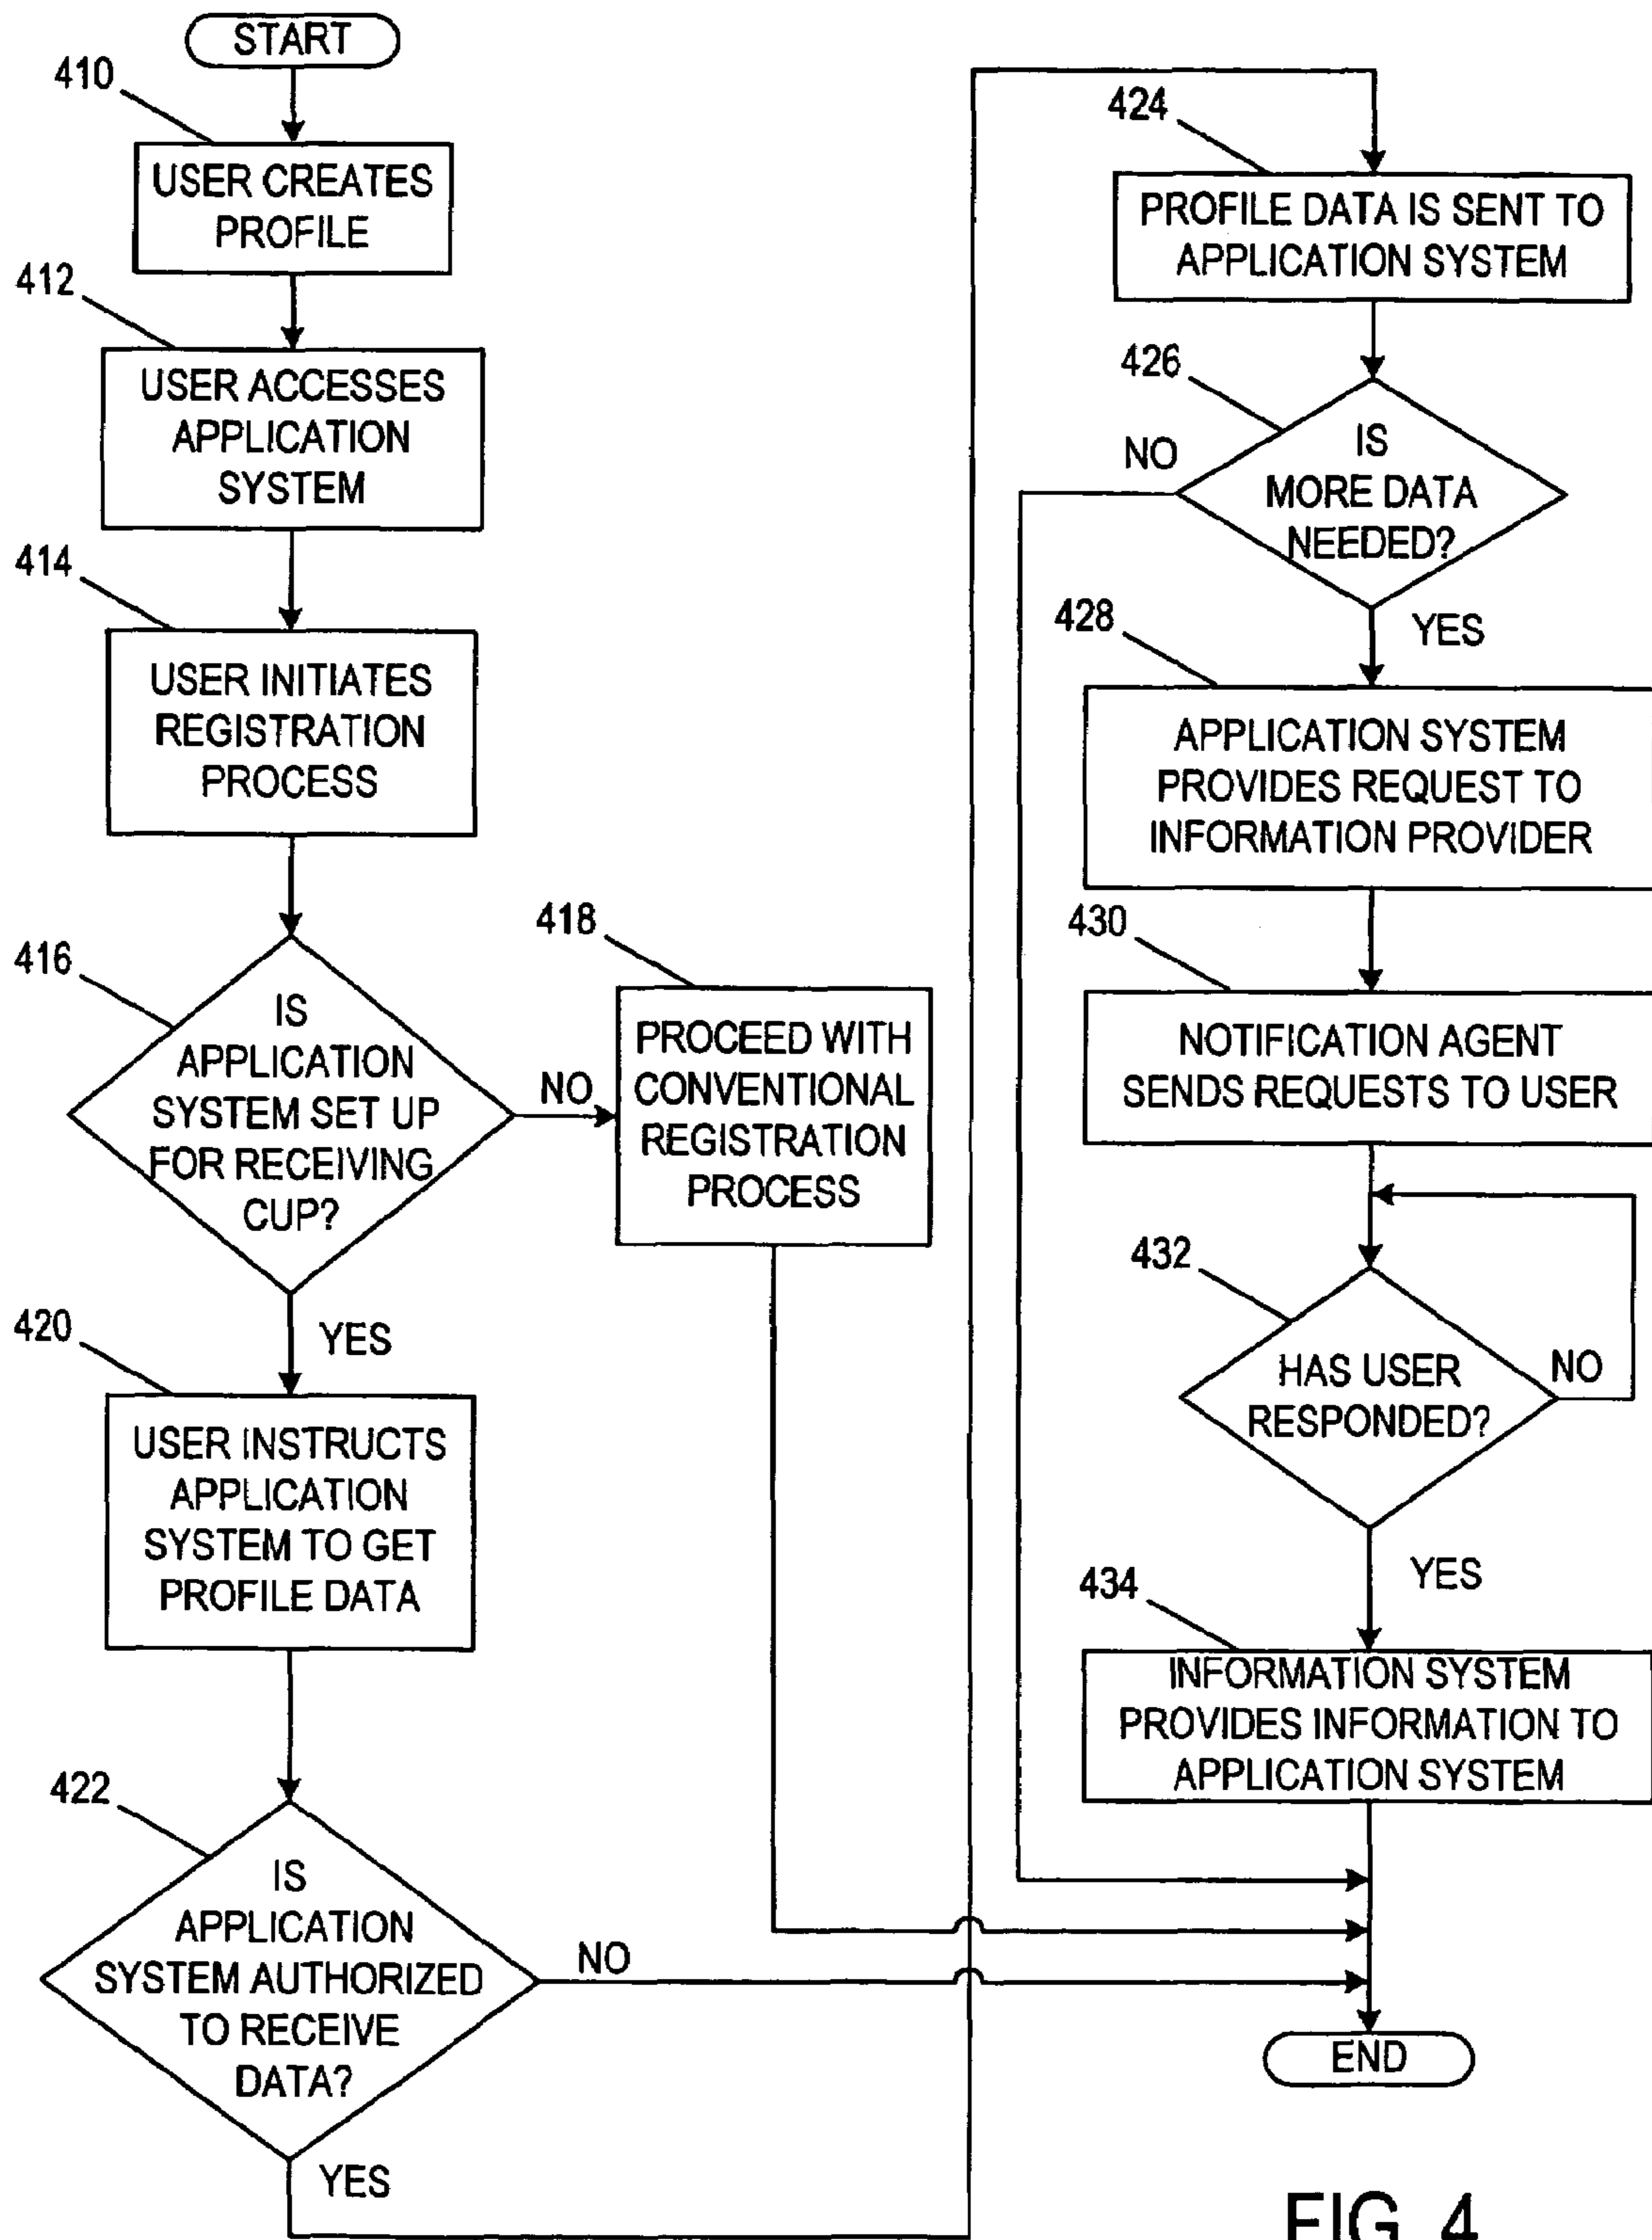 START
410
USER CREATES
PROFILE
412
USER ACCESSES
APPLICATION
SYSTEM
414
USER INITIATES
REGISTRATION
PROCESS
416
IS
APPLICATION
SYSTEM SET UP
FOR RECEIVING
CUP?
NO
418
PROCEED WITH
CONVENTIONAL
REGISTRATION
PROCESS
YES
420
USER INSTRUCTS
APPLICATION
SYSTEM TO GET
PROFILE DATA
422
IS
APPLICATION
SYSTEM AUTHORIZED
TO RECEIVE
DATA?
NO
YES
424
PROFILE DATA IS SENT TO
APPLICATION SYSTEM
426
IS
MORE DATA
NEEDED?
NO
YES
428
APPLICATION SYSTEM
PROVIDES REQUEST TO
INFORMATION PROVIDER
430
NOTIFICATION AGENT
SENDS REQUESTS TO USER
432
HAS USER
RESPONDED?
NO
YES
434
INFORMATION SYSTEM
PROVIDES INFORMATION TO
APPLICATION SYSTEM
END
FIG. 4